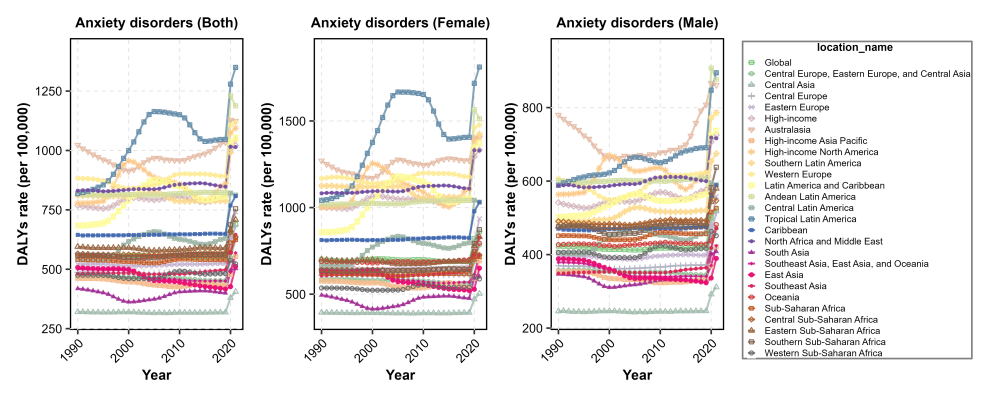 Anxiety disorders (Both)
Anxiety disorders (Female)
Anxiety disorders (Male)
DALYs rate (per 100,000)
1250
1000
750
500
250
1990
2000
2010
2020
Year
DALYs rate (per 100,000)
1500
1000
500
1990
2000
2010
2020
Year
DALYs rate (per 100,000)
800
600
400
200
1990
2000
2010
2020
Year
location_name
Global
Central Europe, Eastern Europe, and Central Asia
Central Asia
Central Europe
Eastern Europe
High-income
Australasia
High-income Asia Pacific
High-income North America
Southern Latin America
Western Europe
Latin America and Caribbean
Andean Latin America
Central Latin America
Tropical Latin America
Caribbean
North Africa and Middle East
South Asia
Southeast Asia, East Asia, and Oceania
East Asia
Southeast Asia
Oceania
Sub-Saharan Africa
Central Sub-Saharan Africa
Eastern Sub-Saharan Africa
Southern Sub-Saharan Africa
Western Sub-Saharan Africa